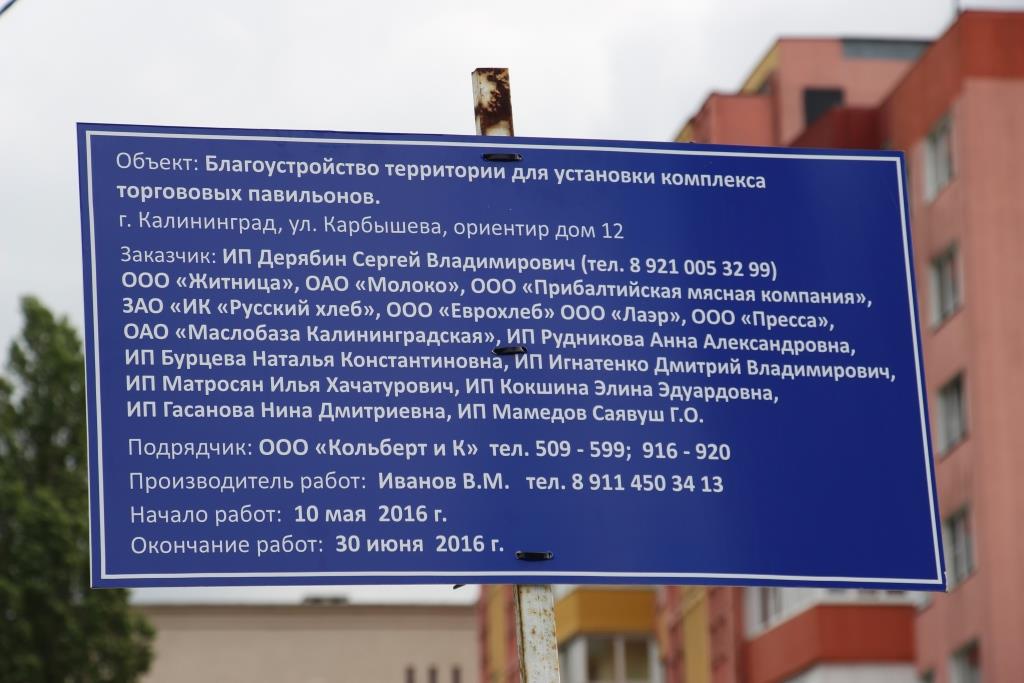 Объект: Благоустройство территории для установки комплекса
торгововых павильонов.
г. Калининград, ул. Карбышева, ориентир дом 12
Заказчик: ИП Дерябин Сергей Владимирович (тел. 8 921 005 32 99)
ООО «Житница», ОАО «Молоко», ООО «Прибалтийская мясная компания»,
ЗАО «ИК «Русский хлеб», ООО «Еврохлеб» ООО «Лаэр», ООО «Пресса»,
ОАО «Маслобаза Калининградская», ИП Рудникова Анна Александровна,
ИП Бурцева Наталья Константиновна, ИП Игнатенко Дмитрий Владимирович,
ИП Матросян Илья Хачатурович, ИП Кокшина Элина Эдуардовна,
ИП Гасанова Нина Дмитриевна, ИП Мамедов Саявуш Г.О.
Подрядчик: ООО «Кольберт и К» тел. 509 - 599; 916 - 920
Производитель работ: Иванов В.М. тел. 8 911 450 34 13
Начало работ: 10 мая 2016 г.
Окончание работ: 30 июня 2016 г.